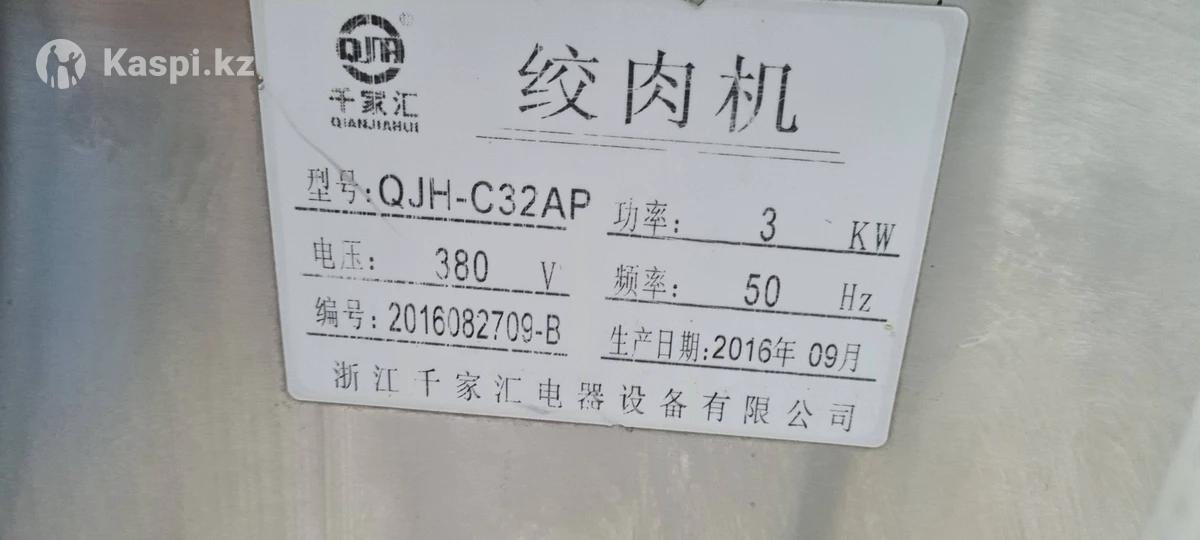 Kaspi.kz
QJH
®
千家汇
QIANJIAHUI
绞肉机
型号:QJH-C32AP
功率: 3 KW
电压: 380 V
频率: 50 Hz
编号:2016082709-B
生产日期:2016年 09月
浙江千家汇电器设备有限公司